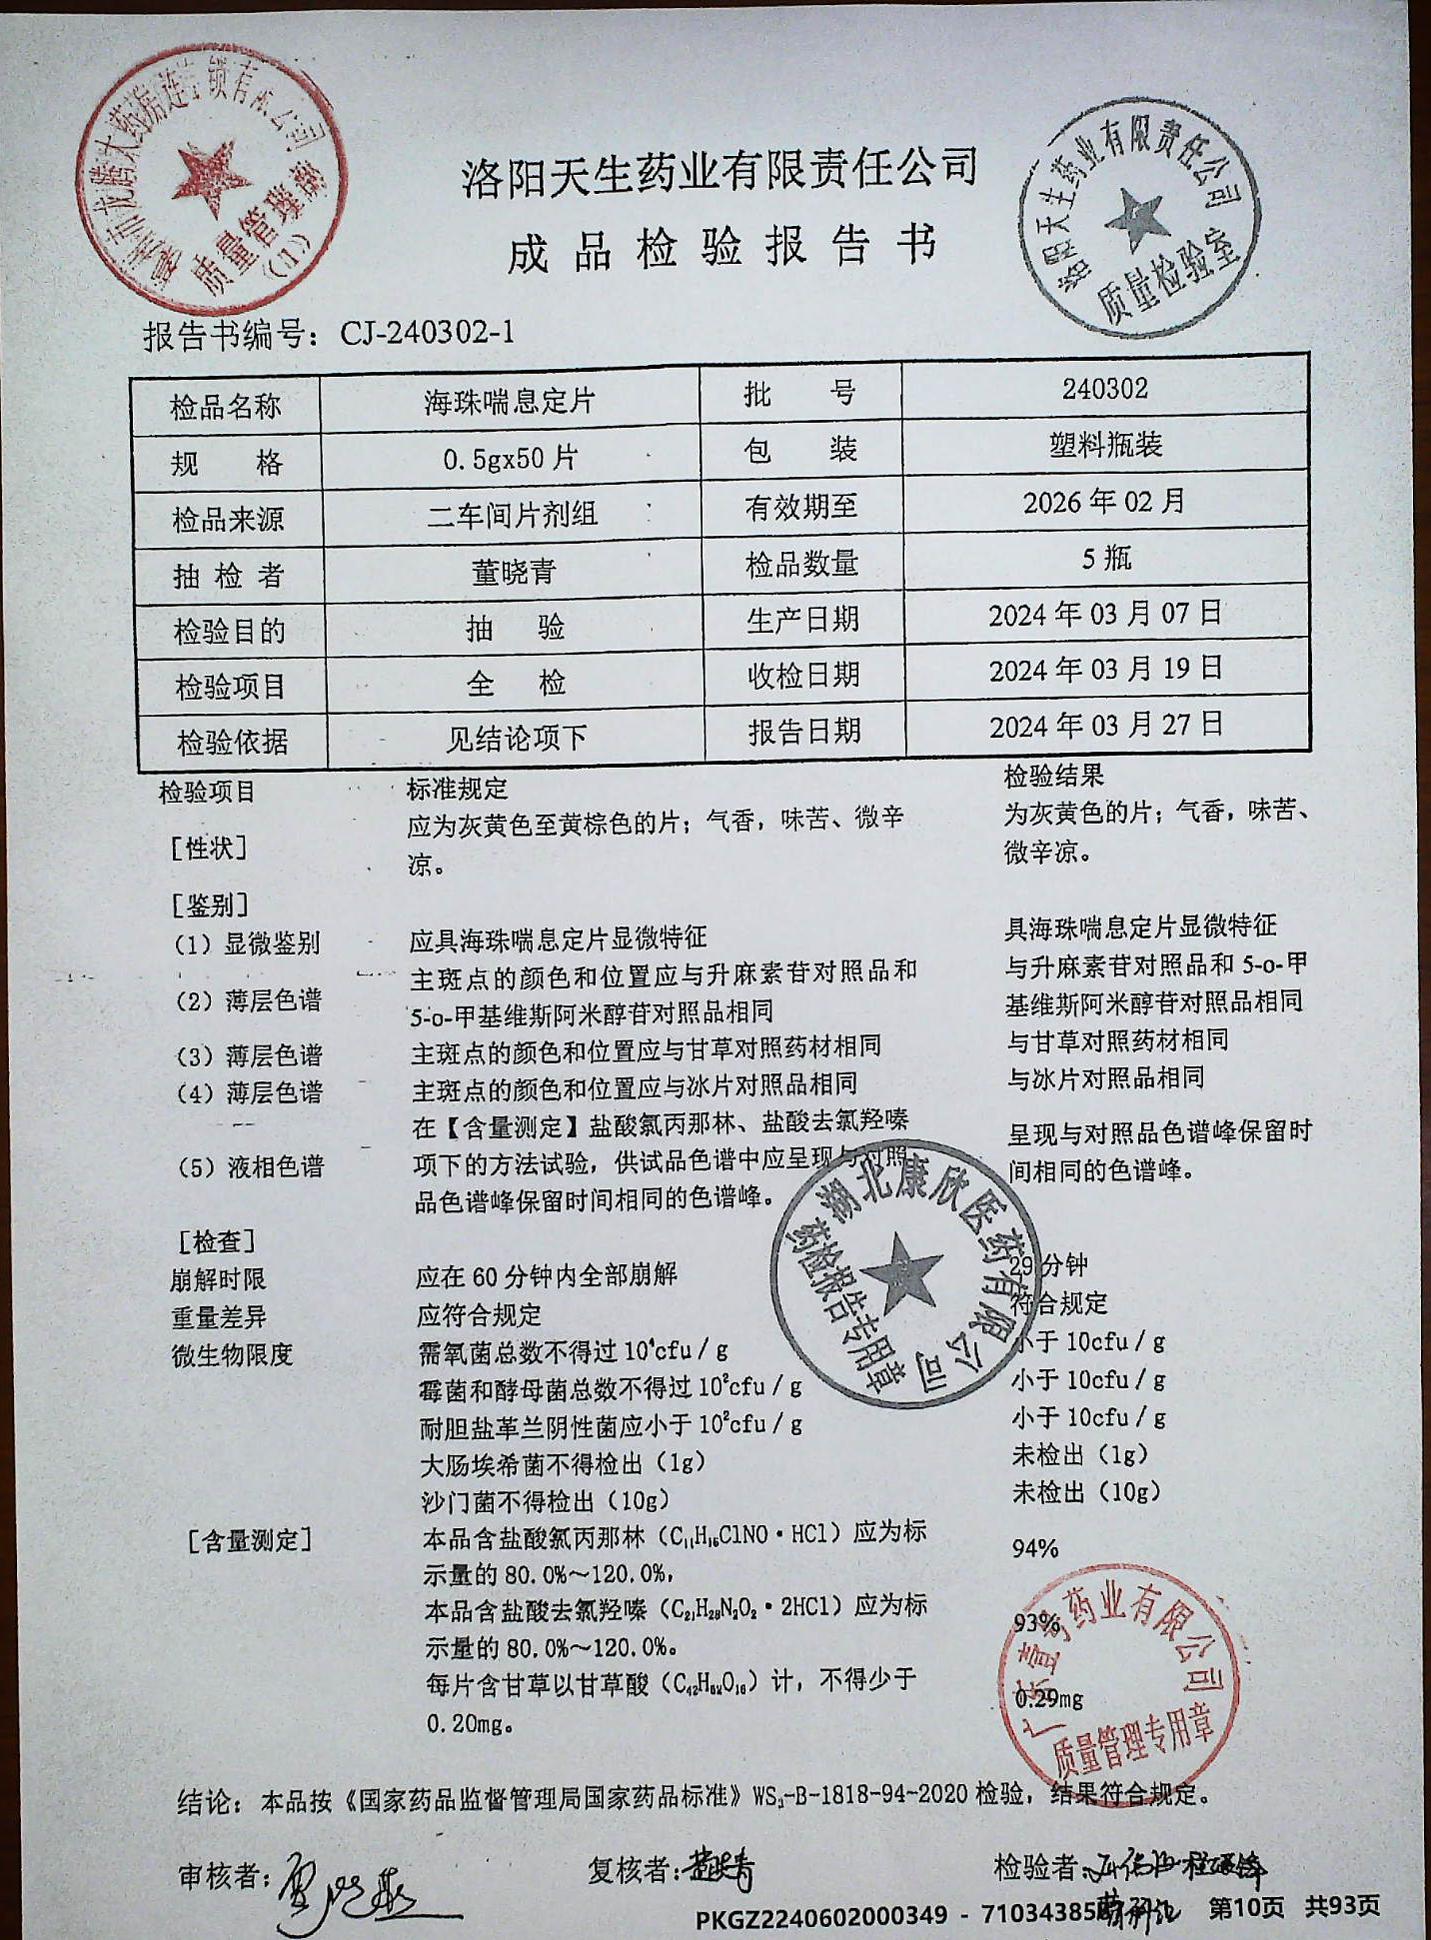 洛阳天生药业有限责任公司
成品检验报告书
洛阳天生药业有限责任公司
质量检验室
质量管理
(11)
报告书编号：CJ-240302-1
检品名称 海珠喘息定片 批 号 240302
规 格 0.5gx50片 包 装 塑料瓶装
检品来源 二车间片剂组 有效期至 2026年02月
抽检者 董晓青 检品数量 5瓶
检验目的 抽 验 生产日期 2024年03月07日
检验项目 全 检 收检日期 2024年03月19日
检验依据 见结论项下 报告日期 2024年03月27日
检验项目 标准规定 检验结果
[性状] 应为灰黄色至黄棕色的片；气香，味苦、微辛 为灰黄色的片；气香，味苦、
凉。 微辛凉。
[鉴别]
（1）显微鉴别 应具海珠喘息定片显微特征 具海珠喘息定片显微特征
（2）薄层色谱 主斑点的颜色和位置应与升麻素苷对照品和 与升麻素苷对照品和5-o-甲
5-o-甲基维斯阿米醇苷对照品相同 基维斯阿米醇苷对照品相同
（3）薄层色谱 主斑点的颜色和位置应与甘草对照药材相同 与甘草对照药材相同
（4）薄层色谱 主斑点的颜色和位置应与冰片对照品相同 与冰片对照品相同
在【含量测定】盐酸氯丙那林、盐酸去氯羟嗪
（5）液相色谱 项下的方法试验，供试品色谱中应呈现与对照 呈现与对照品色谱峰保留时
品色谱峰保留时间相同的色谱峰。 间相同的色谱峰。
[检查]
崩解时限 应在60分钟内全部崩解 29分钟
重量差异 应符合规定 符合规定
微生物限度 需氧菌总数不得过10⁴cfu/g 小于10cfu/g
霉菌和酵母菌总数不得过10²cfu/g 小于10cfu/g
耐胆盐革兰阴性菌应小于10²cfu/g 小于10cfu/g
大肠埃希菌不得检出（1g） 未检出（1g）
沙门菌不得检出（10g） 未检出（10g）
湖北康欣医药有限公司
药检报告专用章
[含量测定] 本品含盐酸氯丙那林（C₁₁H₁₆ClNO·HCl）应为标 94%
示量的80.0%～120.0%，
本品含盐酸去氯羟嗪（C₂₁H₂₈N₂O₂·2HCl）应为标 93%
示量的80.0%～120.0%。
每片含甘草以甘草酸（C₄₂H₆₂O₁₆）计，不得少于 0.29mg
0.20mg。
药业有限公司
质量管理专用章
结论：本品按《国家药品监督管理局国家药品标准》WS₃-B-1818-94-2020检验，结果符合规定。
审核者： 复核者： 检验者：
PKGZ2240602000349 - 71034385 第10页 共93页